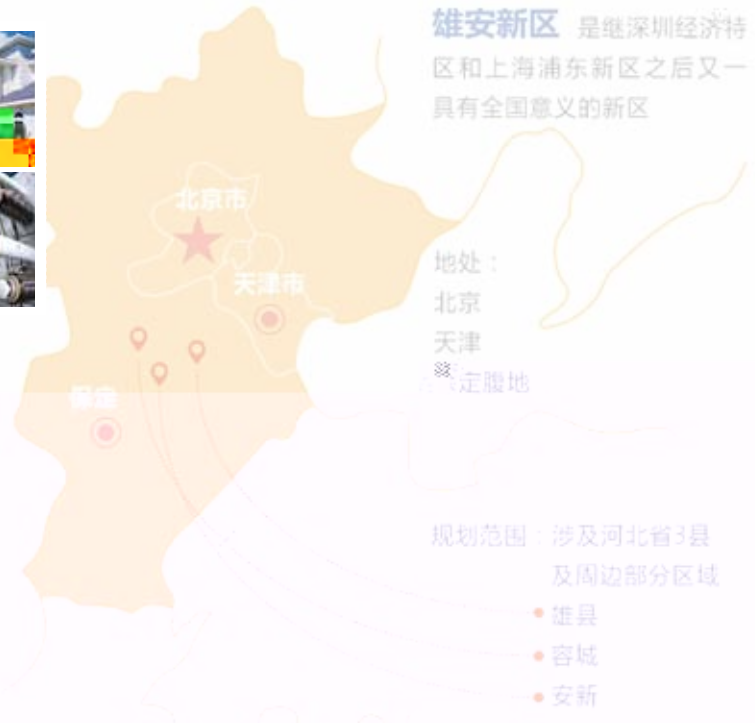 雄安新区 是继深圳经济特
区和上海浦东新区之后又一
具有全国意义的新区
北京市
天津市
地处：
北京
天津
定腹地
规划范围：涉及河北省3县
及周边部分区域
雄县
容城
安新